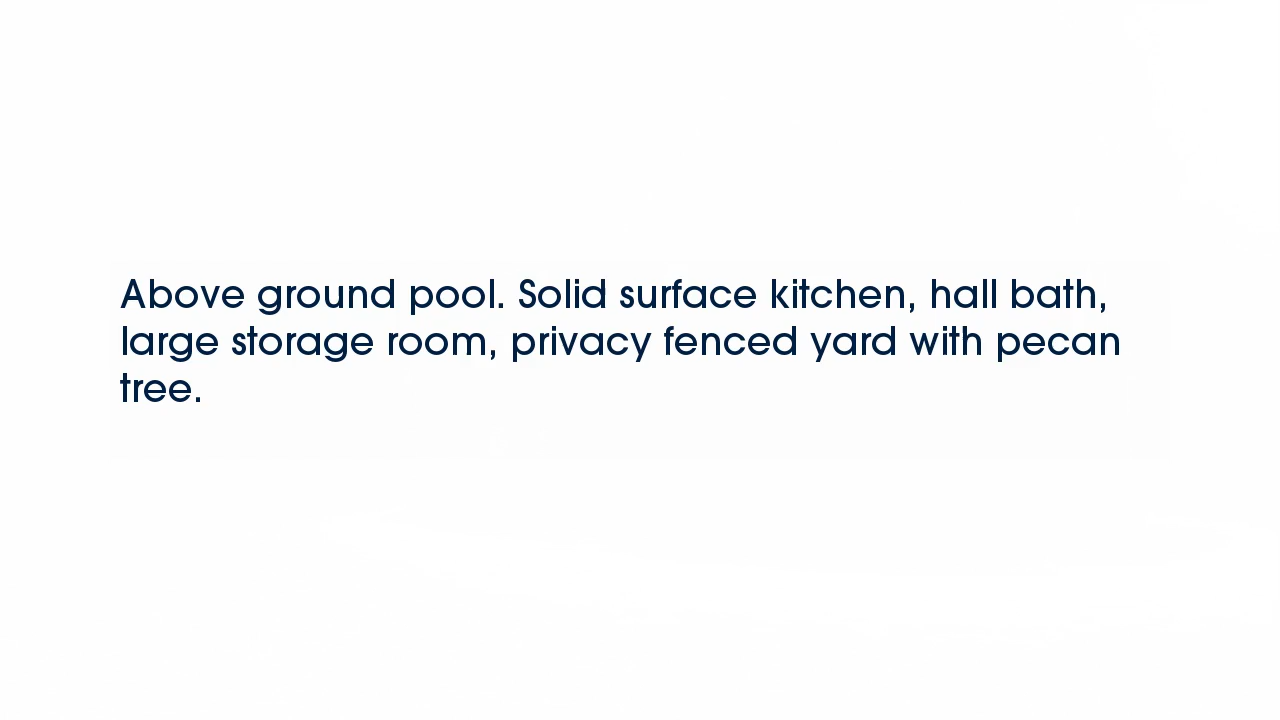 Above ground pool. Solid surface kitchen, hall bath,
large storage room, privacy fenced yard with pecan
tree.